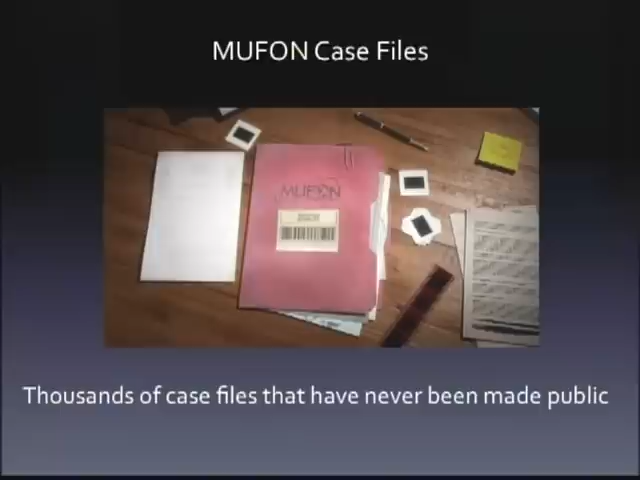 MUFON Case Files
MUFON
Thousands of case files that have never been made public